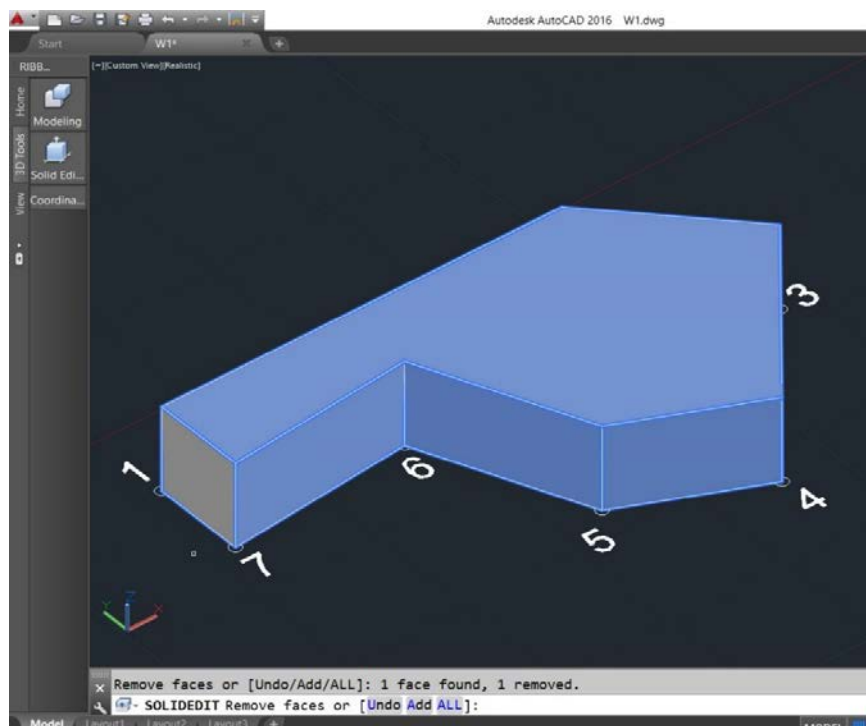 Autodesk AutoCAD 2016 W1.dwg
Start W1*
RIBB...
[−][Custom View][Realistic]
Home
Modeling
3D Tools
Solid Edi...
View
Coordina...
3
1
6
4
5
7
Y Z X
Remove faces or [Undo/Add/ALL]: 1 face found, 1 removed.
SOLIDEDIT Remove faces or [Undo Add ALL]:
Model Layout1 Layout2 Layout3 +
MODEL